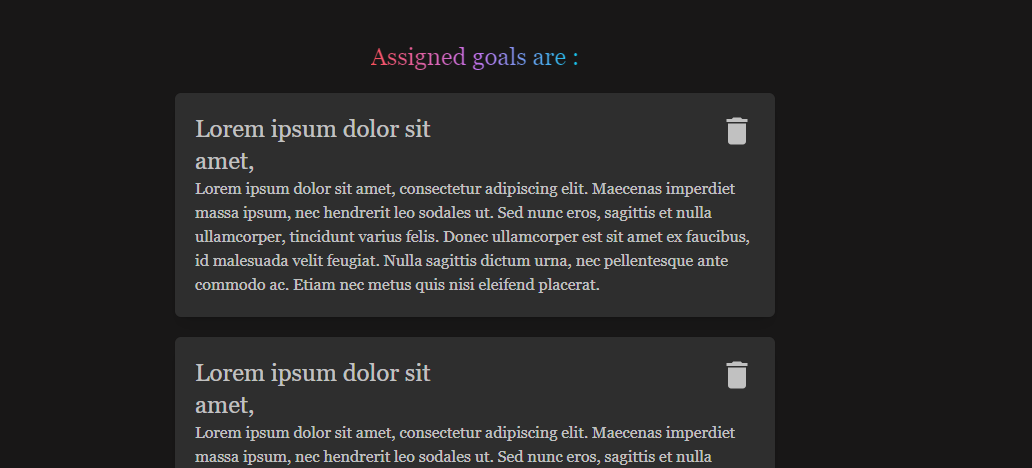 Assigned goals are :
Lorem ipsum dolor sit
amet,
Lorem ipsum dolor sit amet, consectetur adipiscing elit. Maecenas imperdiet
massa ipsum, nec hendrerit leo sodales ut. Sed nunc eros, sagittis et nulla
ullamcorper, tincidunt varius felis. Donec ullamcorper est sit amet ex faucibus,
id malesuada velit feugiat. Nulla sagittis dictum urna, nec pellentesque ante
commodo ac. Etiam nec metus quis nisi eleifend placerat.
Lorem ipsum dolor sit
amet,
Lorem ipsum dolor sit amet, consectetur adipiscing elit. Maecenas imperdiet
massa ipsum, nec hendrerit leo sodales ut. Sed nunc eros, sagittis et nulla